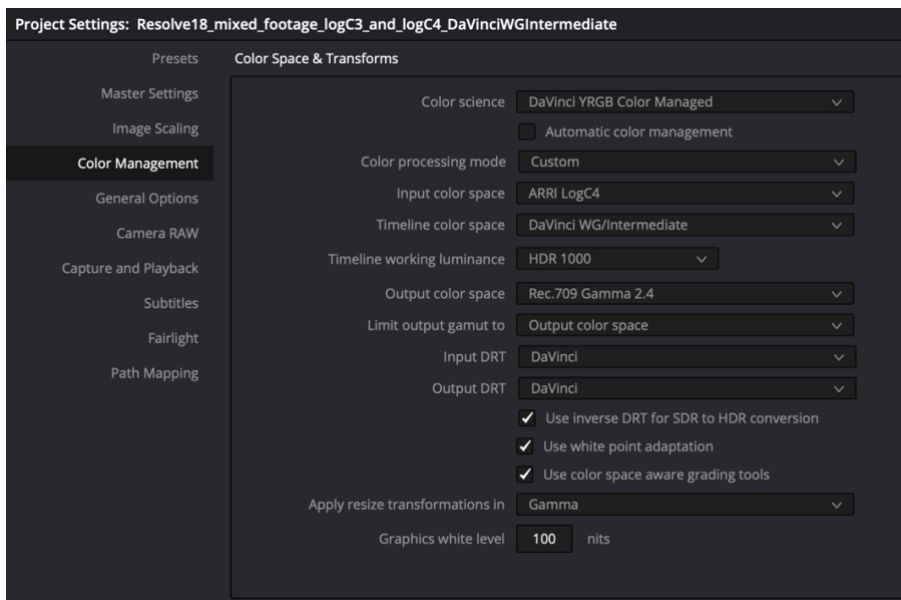 Project Settings: Resolve18_mixed_footage_logC3_and_logC4_DaVinciWGIntermediate
Presets
Master Settings
Image Scaling
Color Management
General Options
Camera RAW
Capture and Playback
Subtitles
Fairlight
Path Mapping
Color Space & Transforms
Color science DaVinci YRGB Color Managed
Automatic color management
Color processing mode Custom
Input color space ARRI LogC4
Timeline color space DaVinci WG/Intermediate
Timeline working luminance HDR 1000
Output color space Rec.709 Gamma 2.4
Limit output gamut to Output color space
Input DRT DaVinci
Output DRT DaVinci
Use inverse DRT for SDR to HDR conversion
Use white point adaptation
Use color space aware grading tools
Apply resize transformations in Gamma
Graphics white level 100 nits